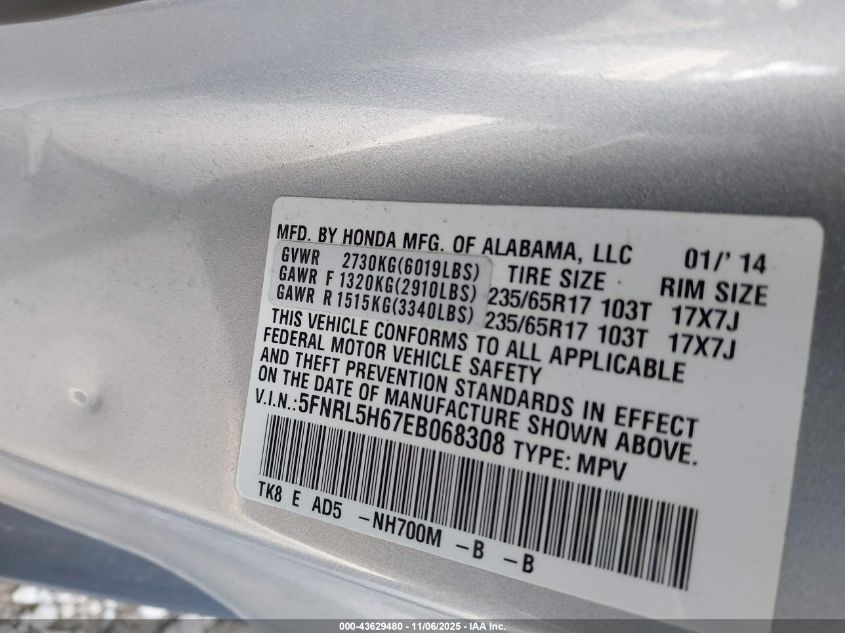 MFD. BY HONDA MFG. OF ALABAMA, LLC 01/'14
GVWR 2730KG(6019LBS) TIRE SIZE RIM SIZE
GAWR F 1320KG(2910LBS) 235/65R17 103T 17X7J
GAWR R 1515KG(3340LBS) 235/65R17 103T 17X7J
THIS VEHICLE CONFORMS TO ALL APPLICABLE
FEDERAL MOTOR VEHICLE SAFETY
AND THEFT PREVENTION STANDARDS IN EFFECT
ON THE DATE OF MANUFACTURE SHOWN ABOVE.
V.I.N.:5FNRL5H67EB068308 TYPE: MPV
TK8 E AD5 -NH700M -B -B
000-43629480 - 11/06/2025 - IAA Inc.